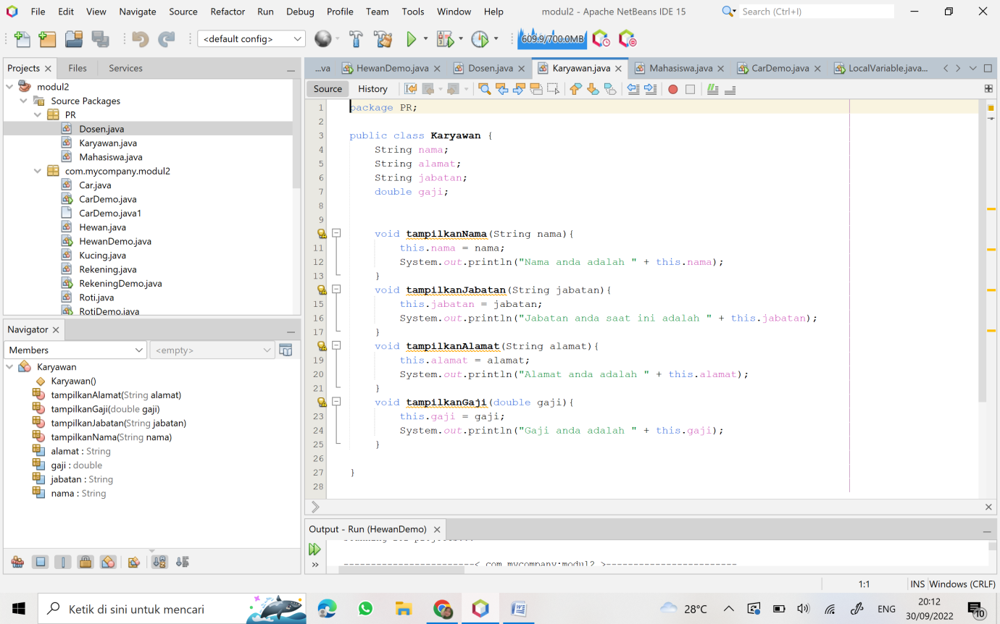 File Edit View Navigate Source Refactor Run Debug Profile Team Tools Window Help modul2 - Apache NetBeans IDE 15 Search (Ctrl+I)
<default config> 609.9/700.0MB
Projects Files Services
...va HewanDemo.java Dosen.java Karyawan.java Mahasiswa.java CarDemo.java LocalVariable.java...
Source History
modul2
Source Packages
PR
Dosen.java
Karyawan.java
Mahasiswa.java
com.mycompany.modul2
Car.java
CarDemo.java
CarDemo.java1
Hewan.java
HewanDemo.java
Kucing.java
Rekening.java
RekeningDemo.java
Roti.java
RotiDemo.java
1 package PR;
2
3 public class Karyawan {
4 String nama;
5 String alamat;
6 String jabatan;
7 double gaji;
8
9
void tampilkanNama(String nama){
11 this.nama = nama;
12 System.out.println("Nama anda adalah " + this.nama);
13 }
void tampilkanJabatan(String jabatan){
15 this.jabatan = jabatan;
16 System.out.println("Jabatan anda saat ini adalah " + this.jabatan);
17 }
void tampilkanAlamat(String alamat){
19 this.alamat = alamat;
20 System.out.println("Alamat anda adalah " + this.alamat);
21 }
void tampilkanGaji(double gaji){
23 this.gaji = gaji;
24 System.out.println("Gaji anda adalah " + this.gaji);
25 }
26
27 }
28
Navigator
Members <empty>
Karyawan
Karyawan()
tampilkanAlamat(String alamat)
tampilkanGaji(double gaji)
tampilkanJabatan(String jabatan)
tampilkanNama(String nama)
alamat : String
gaji : double
jabatan : String
nama : String
Output - Run (HewanDemo)
------------------------< com.mycompany:modul2 >------------------------
1:1 INS Windows (CRLF)
Ketik di sini untuk mencari
28°C ENG 20:12
30/09/2022 10